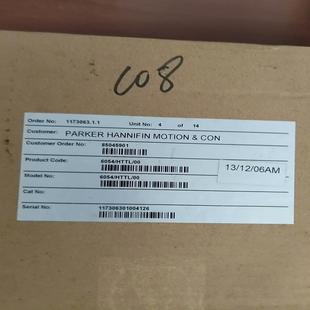 C08
Order No: 1173063.1.1 Unit No: 4 of 14
Customer: PARKER HANNIFIN MOTION & CON
Customer Order No: 85045901
Product Code: 6054/HTTL/00
13/12/06AM
Model No: 6054/HTTL/00
Cat No:
Serial No: 117306301004126